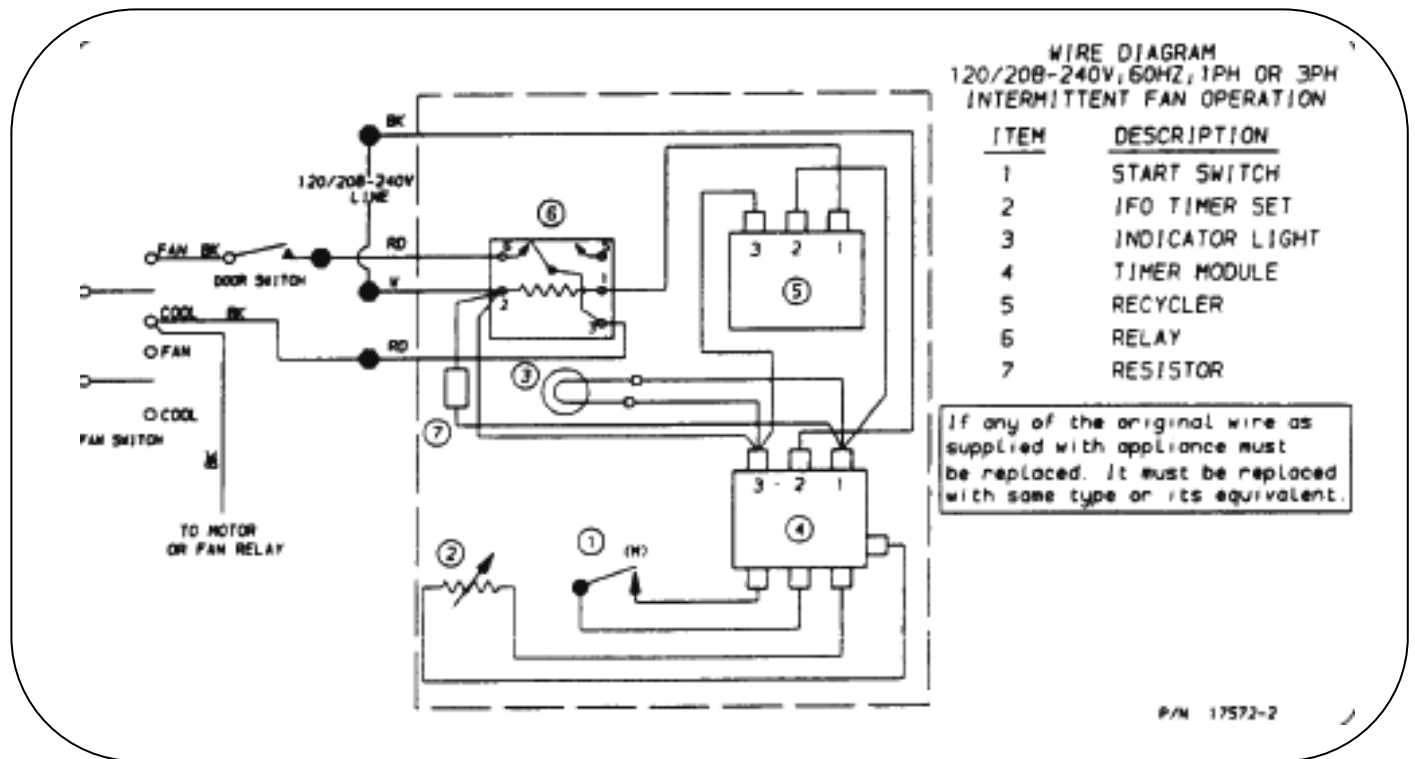 WIRE DIAGRAM
120/208-240V, 60HZ, 1PH OR 3PH
INTERMITTENT FAN OPERATION
ITEM DESCRIPTION
1 START SWITCH
2 IFO TIMER SET
3 INDICATOR LIGHT
4 TIMER MODULE
5 RECYCLER
6 RELAY
7 RESISTOR
If any of the original wire as
supplied with appliance must
be replaced. It must be replaced
with same type or its equivalent.
P/N 17572-2
BK
120/208-240V
LINE
6
FAN BK
RD
DOOR SWITCH
W
2
1
3 2 1
5
COOL BK
RD
FAN
3
COOL
7
FAN SWITCH
BK
3 - 2 1
4
TO MOTOR
OR FAN RELAY
2
1
(M)